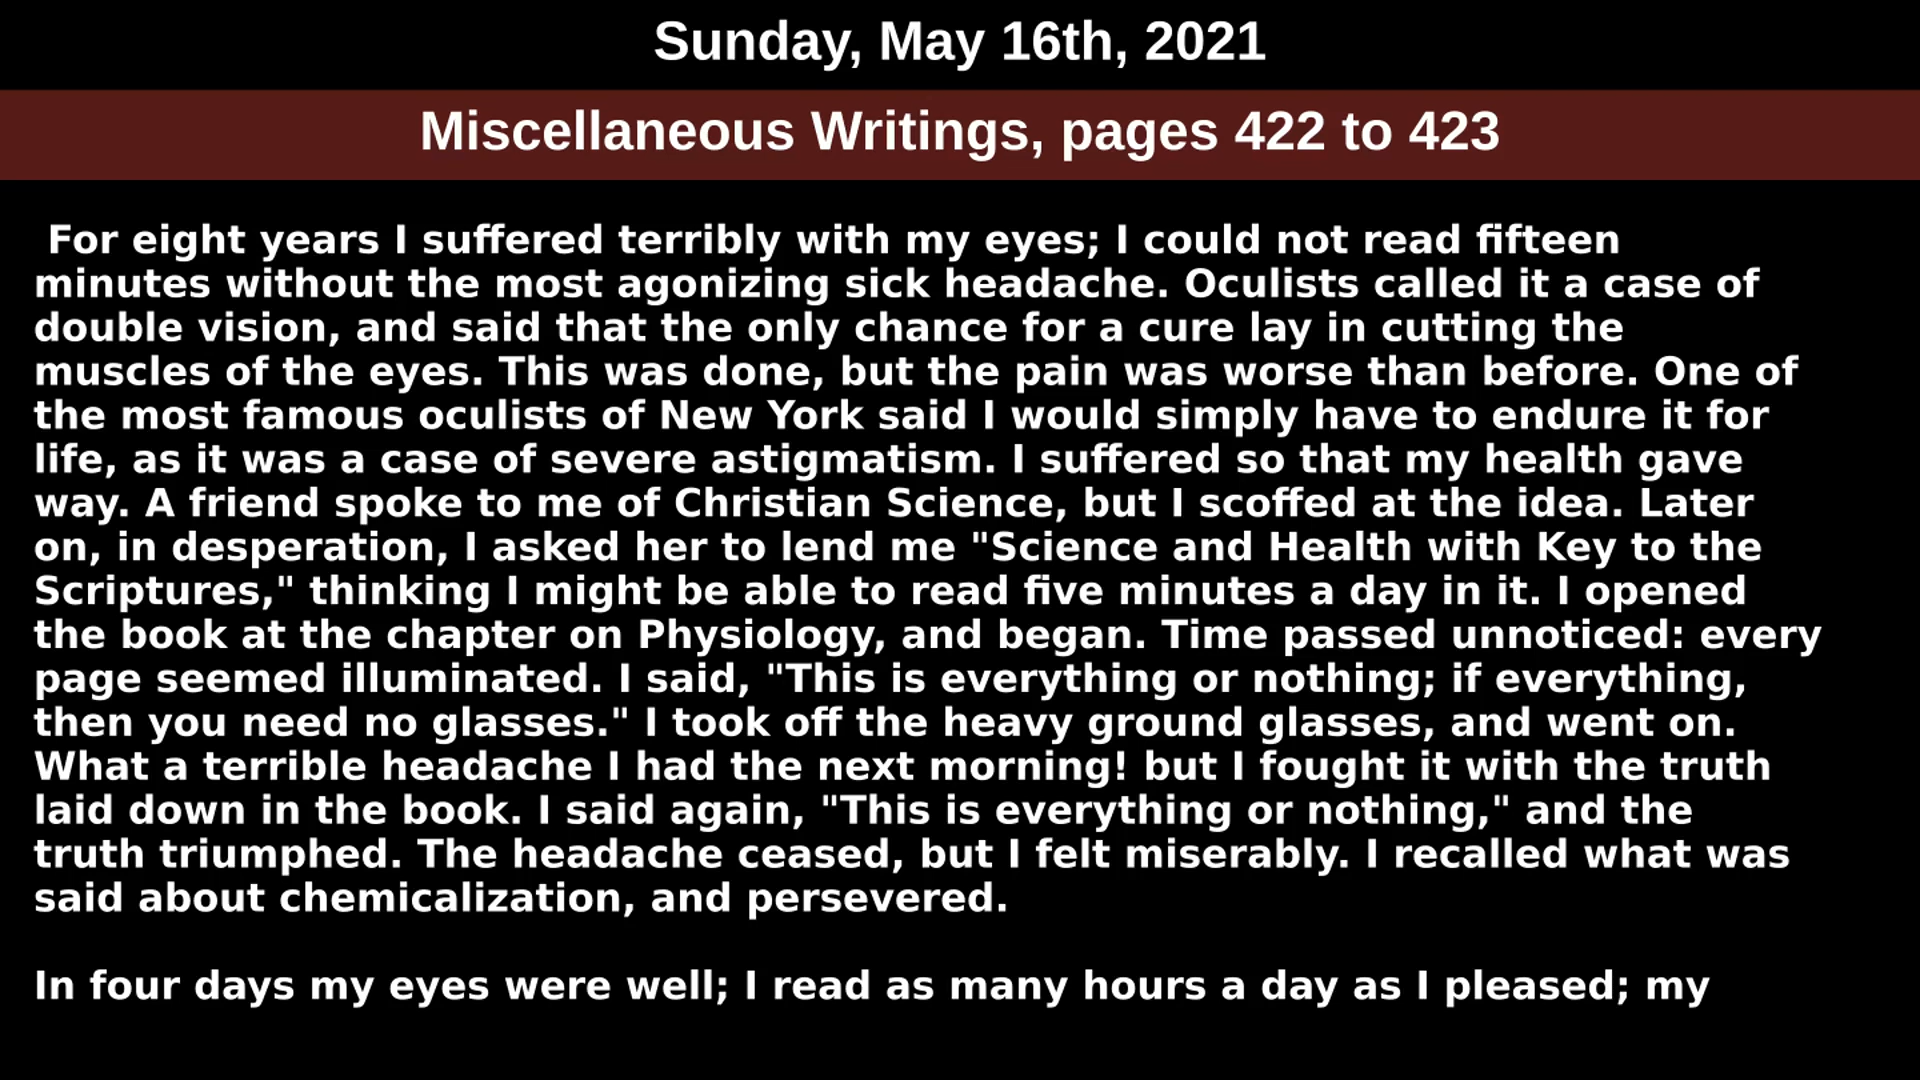 Sunday, May 16th, 2021
Miscellaneous Writings, pages 422 to 423
For eight years I suffered terribly with my eyes; I could not read fifteen
minutes without the most agonizing sick headache. Oculists called it a case of
double vision, and said that the only chance for a cure lay in cutting the
muscles of the eyes. This was done, but the pain was worse than before. One of
the most famous oculists of New York said I would simply have to endure it for
life, as it was a case of severe astigmatism. I suffered so that my health gave
way. A friend spoke to me of Christian Science, but I scoffed at the idea. Later
on, in desperation, I asked her to lend me "Science and Health with Key to the
Scriptures," thinking I might be able to read five minutes a day in it. I opened
the book at the chapter on Physiology, and began. Time passed unnoticed: every
page seemed illuminated. I said, "This is everything or nothing; if everything,
then you need no glasses." I took off the heavy ground glasses, and went on.
What a terrible headache I had the next morning! but I fought it with the truth
laid down in the book. I said again, "This is everything or nothing," and the
truth triumphed. The headache ceased, but I felt miserably. I recalled what was
said about chemicalization, and persevered.
In four days my eyes were well; I read as many hours a day as I pleased; my